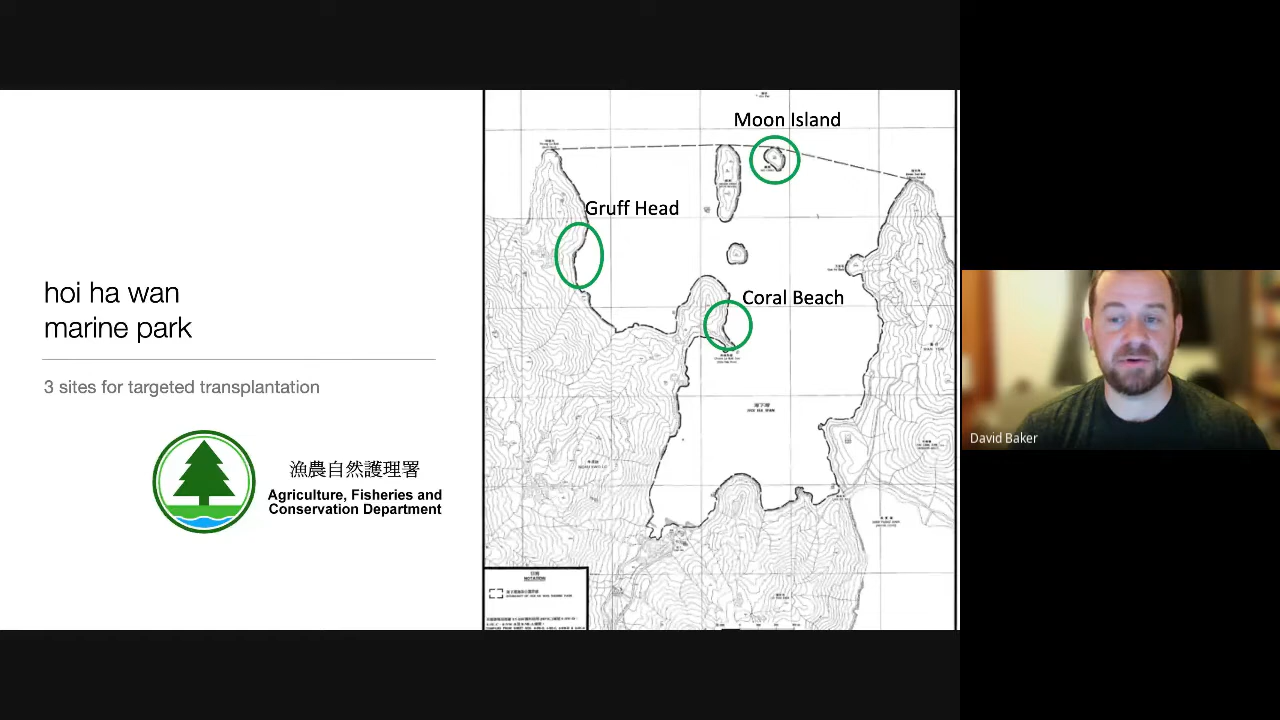 Moon Island
Gruff Head
Coral Beach
hoi ha wan
marine park
3 sites for targeted transplantation
漁農自然護理署
Agriculture, Fisheries and
Conservation Department
David Baker
NOTATION